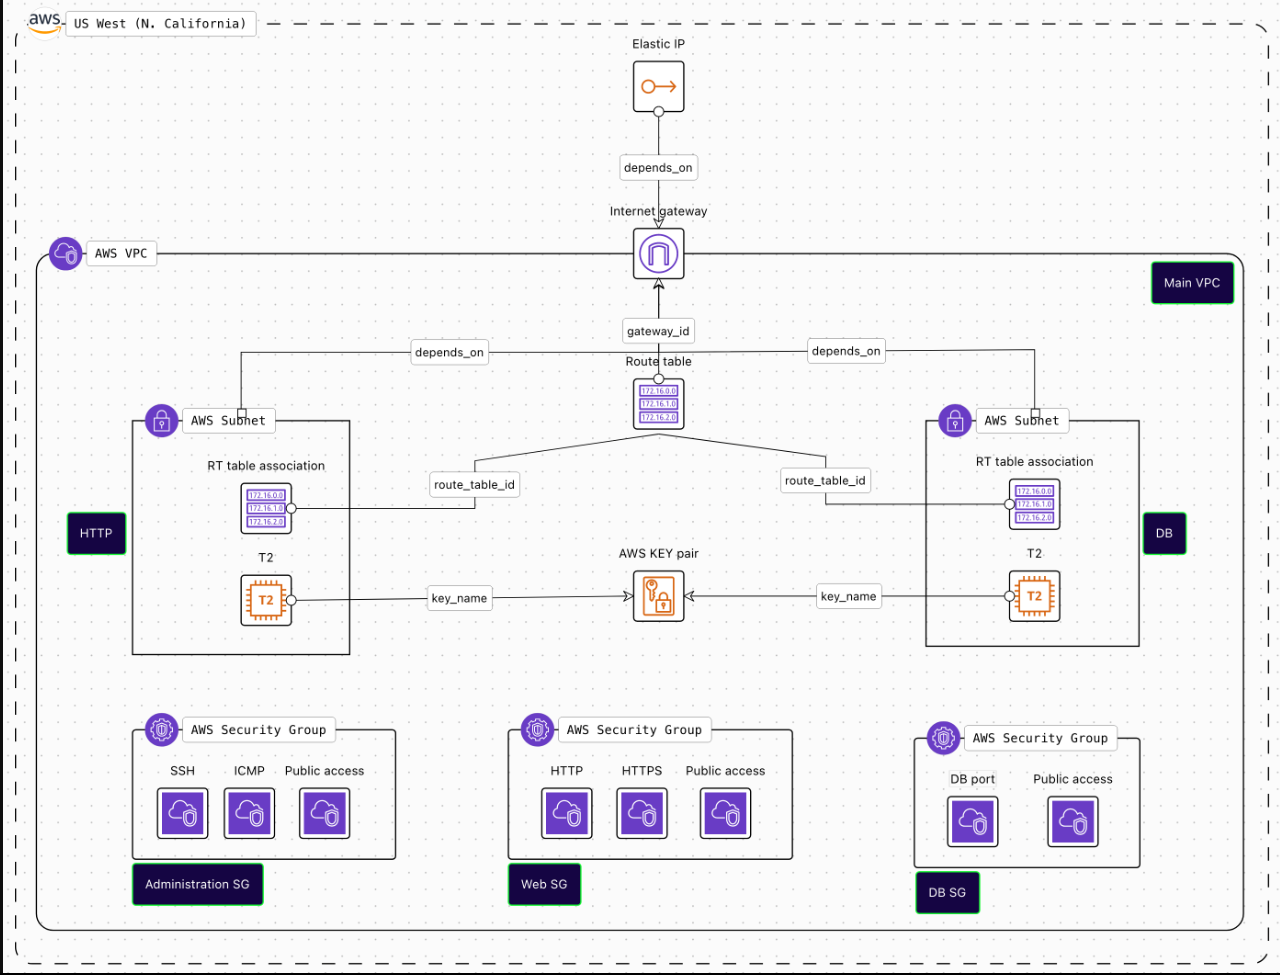 aws
US West (N. California)
Elastic IP
depends_on
Internet gateway
AWS VPC
Main VPC
gateway_id
depends_on
depends_on
Route table
172.16.0.0
172.16.1.0
172.16.2.0
AWS Subnet
AWS Subnet
RT table association
RT table association
172.16.0.0
172.16.1.0
172.16.2.0
172.16.0.0
172.16.1.0
172.16.2.0
route_table_id
route_table_id
HTTP
DB
T2
AWS KEY pair
T2
T2
key_name
key_name
T2
AWS Security Group
AWS Security Group
AWS Security Group
SSH
ICMP
Public access
HTTP
HTTPS
Public access
DB port
Public access
Administration SG
Web SG
DB SG